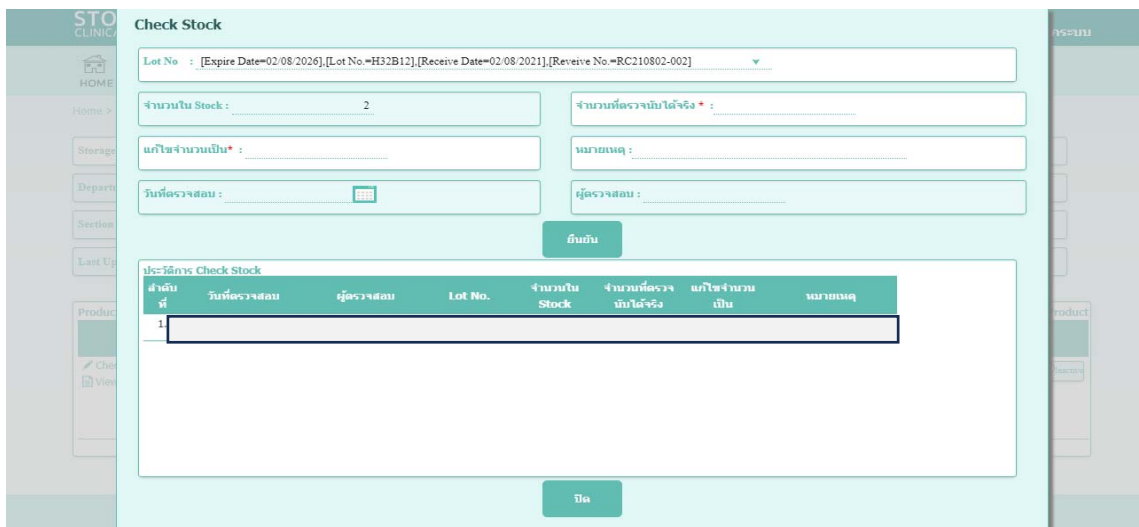 STO
CLINIC
HOME
Home >
Check Stock
Lot No : [Expire Date=02/08/2026],[Lot No.=H32B12],[Receive Date=02/08/2021],[Reveive No.=RC210802-002]
จำนวนใน Stock : 2
จำนวนที่ตรวจนับได้จริง * :
แก้ไขจำนวนเป็น* :
หมายเหตุ :
วันที่ตรวจสอบ :
ผู้ตรวจสอบ :
ยืนยัน
ประวัติการ Check Stock
ลำดับที่ วันที่ตรวจสอบ ผู้ตรวจสอบ Lot No. จำนวนใน Stock จำนวนที่ตรวจนับได้จริง แก้ไขจำนวนเป็น หมายเหตุ
1.
ปิด
Storage
Section
Last Up
Product
View